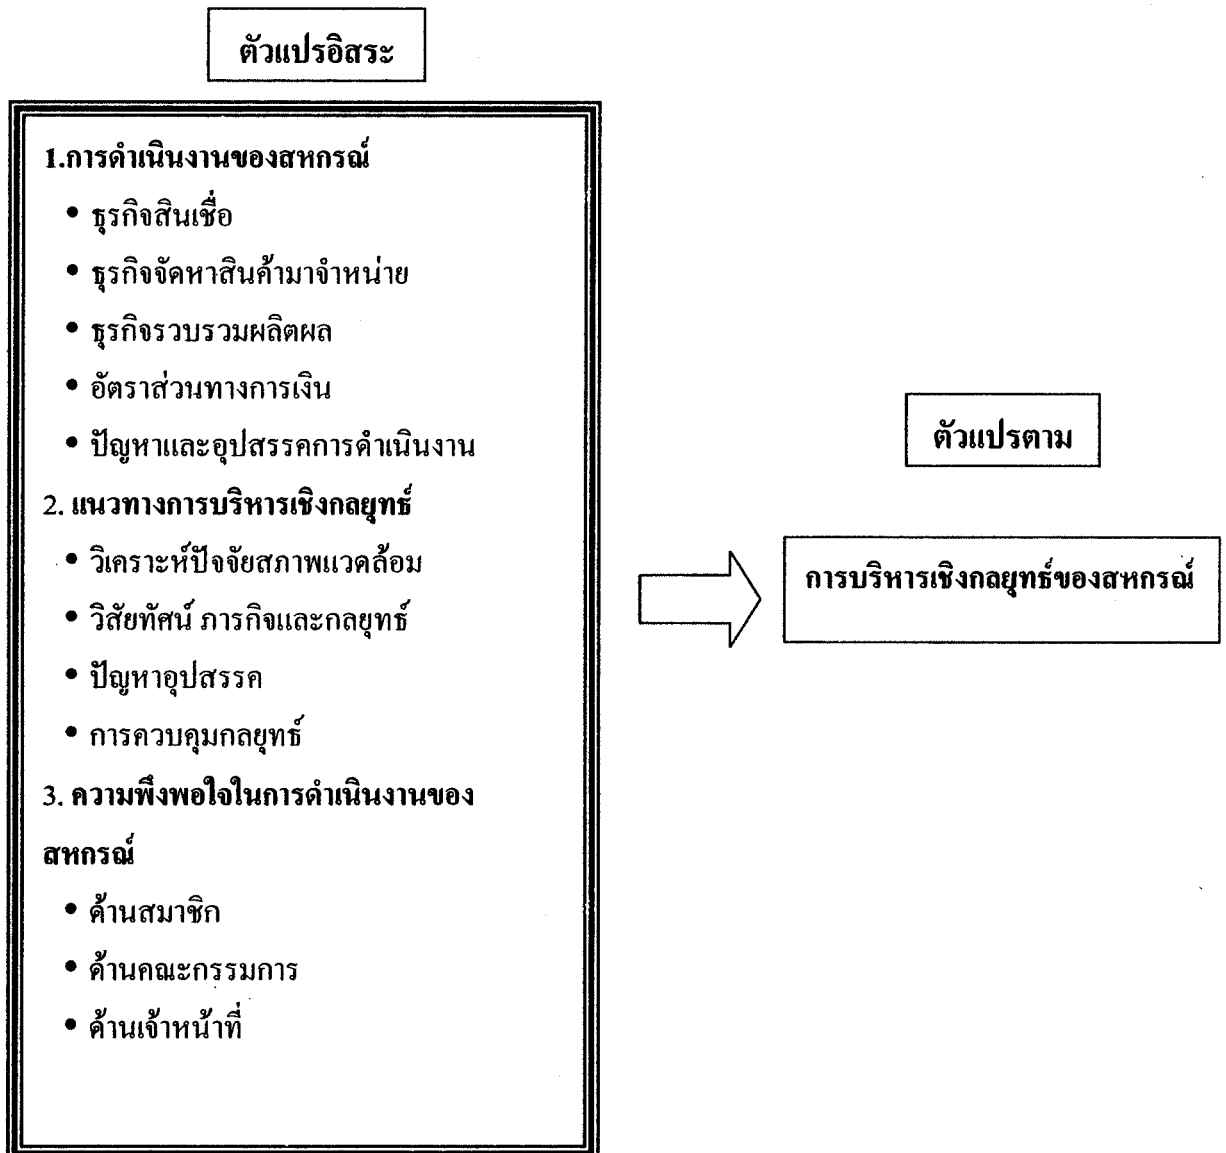 ตัวแปรอิสระ
1.การดำเนินงานของสหกรณ์
• ธุรกิจสินเชื่อ
• ธุรกิจจัดหาสินค้ามาจำหน่าย
• ธุรกิจรวบรวมผลิตผล
• อัตราส่วนทางการเงิน
• ปัญหาและอุปสรรคการดำเนินงาน
2. แนวทางการบริหารเชิงกลยุทธ์
• วิเคราะห์ปัจจัยสภาพแวดล้อม
• วิสัยทัศน์ ภารกิจและกลยุทธ์
• ปัญหาอุปสรรค
• การควบคุมกลยุทธ์
3. ความพึงพอใจในการดำเนินงานของ
สหกรณ์
• ด้านสมาชิก
• ด้านคณะกรรมการ
• ด้านเจ้าหน้าที่
ตัวแปรตาม
การบริหารเชิงกลยุทธ์ของสหกรณ์